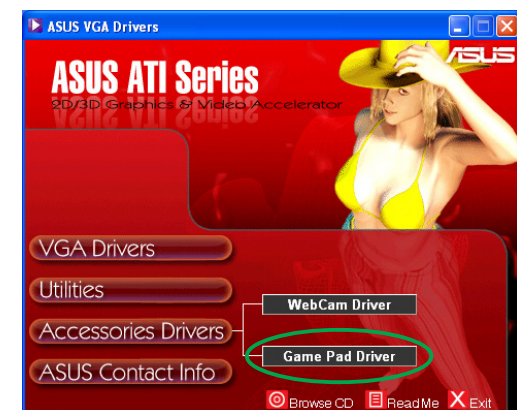 ASUS VGA Drivers
ASUS
ASUS ATI Series
2D/3D Graphics & Video Accelerator
VGA Drivers
Utilities
WebCam Driver
Accessories Drivers
Game Pad Driver
ASUS Contact Info
Browse CD ReadMe Exit